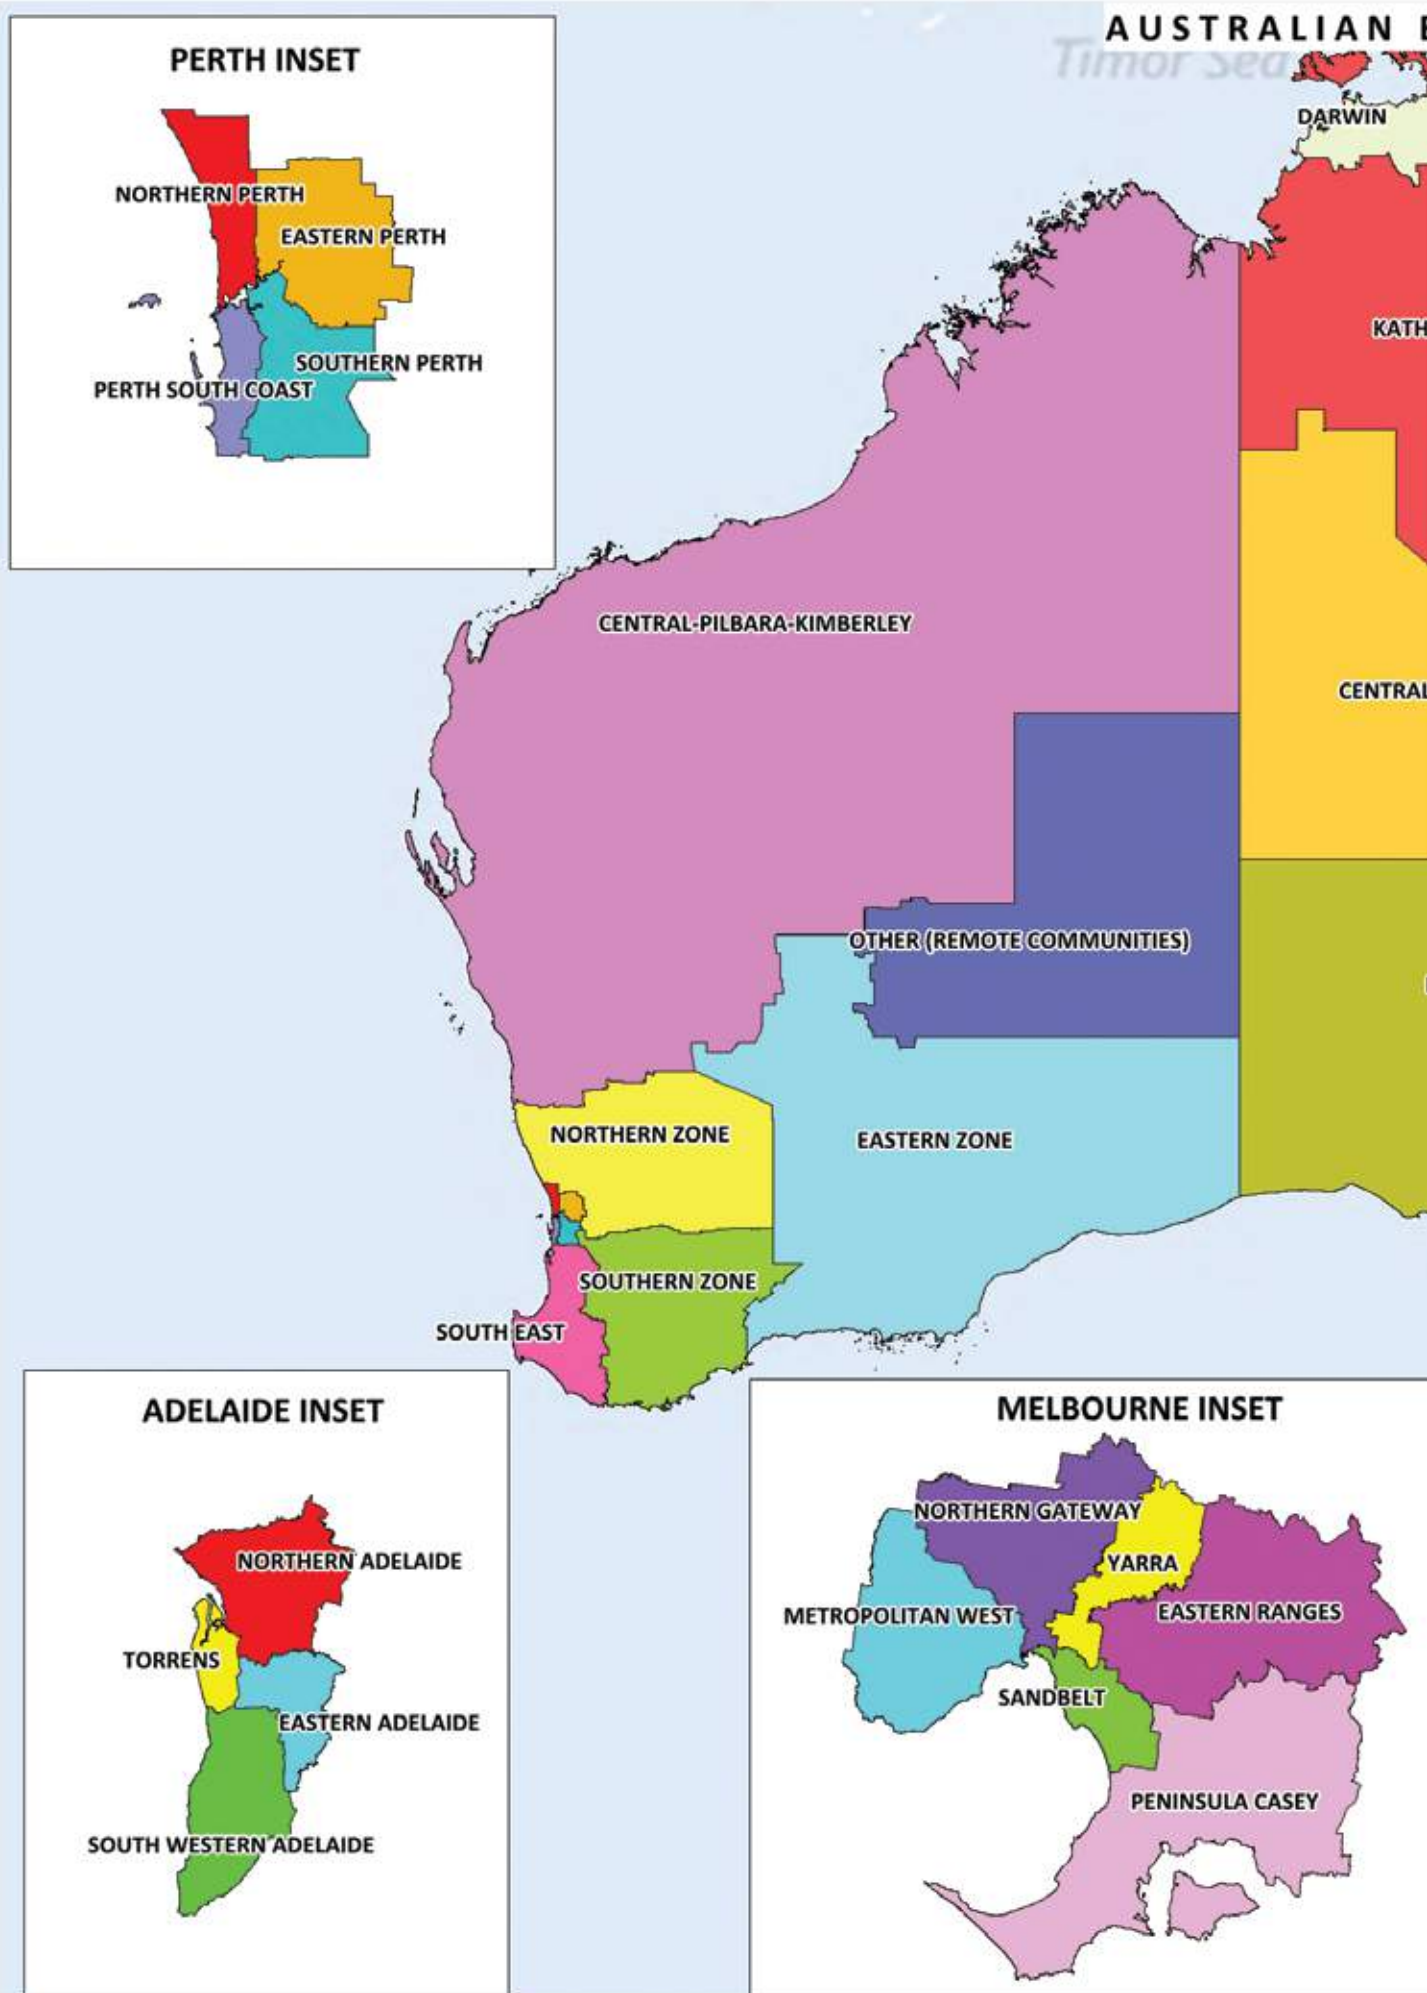 AUSTRALIAN
Timor Sea
PERTH INSET
NORTHERN PERTH
EASTERN PERTH
SOUTHERN PERTH
PERTH SOUTH COAST
DARWIN
KATH
CENTRAL-PILBARA-KIMBERLEY
CENTRAL
OTHER (REMOTE COMMUNITIES)
NORTHERN ZONE
EASTERN ZONE
SOUTHERN ZONE
SOUTH EAST
ADELAIDE INSET
NORTHERN ADELAIDE
TORRENS
EASTERN ADELAIDE
SOUTH WESTERN ADELAIDE
MELBOURNE INSET
NORTHERN GATEWAY
YARRA
METROPOLITAN WEST
EASTERN RANGES
SANDBELT
PENINSULA CASEY